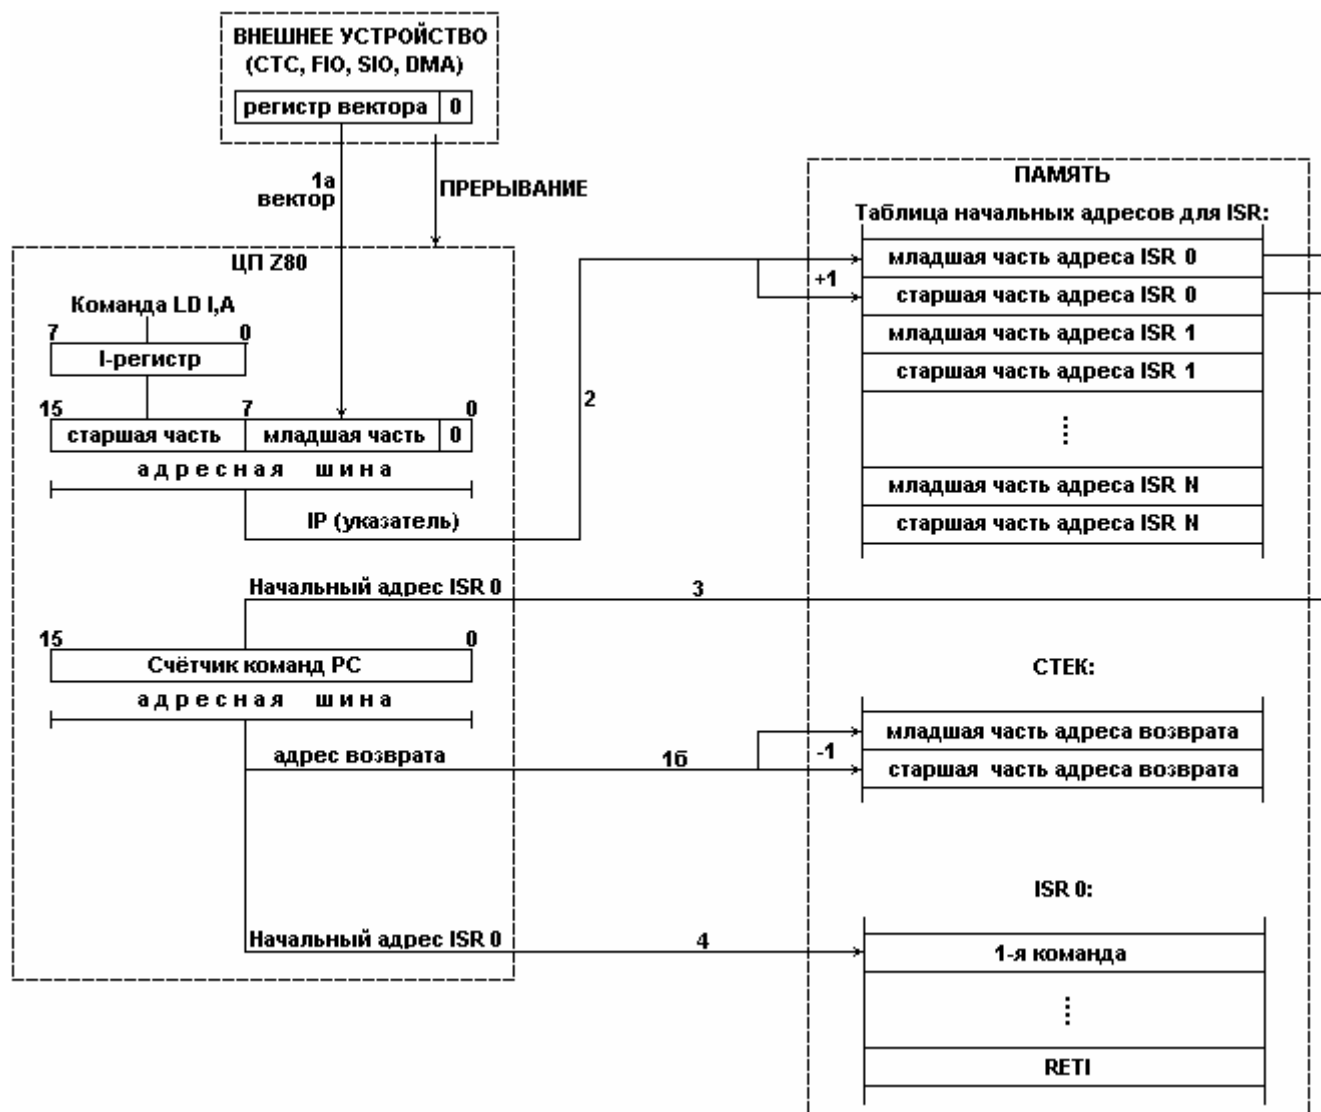 ВНЕШНЕЕ УСТРОЙСТВО
(CTC, FIO, SIO, DMA)
регистр вектора 0
1а
вектор
ПРЕРЫВАНИЕ
ЦП Z80
Команда LD I,A
7 0
I-регистр
15 7 0
старшая часть младшая часть 0
адресная шина
IP (указатель)
2
Начальный адрес ISR 0
3
15 0
Счётчик команд PC
адресная шина
адрес возврата
1б
Начальный адрес ISR 0
4
ПАМЯТЬ
Таблица начальных адресов для ISR:
младшая часть адреса ISR 0
+1
старшая часть адреса ISR 0
младшая часть адреса ISR 1
старшая часть адреса ISR 1
младшая часть адреса ISR N
старшая часть адреса ISR N
СТЕК:
младшая часть адреса возврата
-1
старшая часть адреса возврата
ISR 0:
1-я команда
RETI